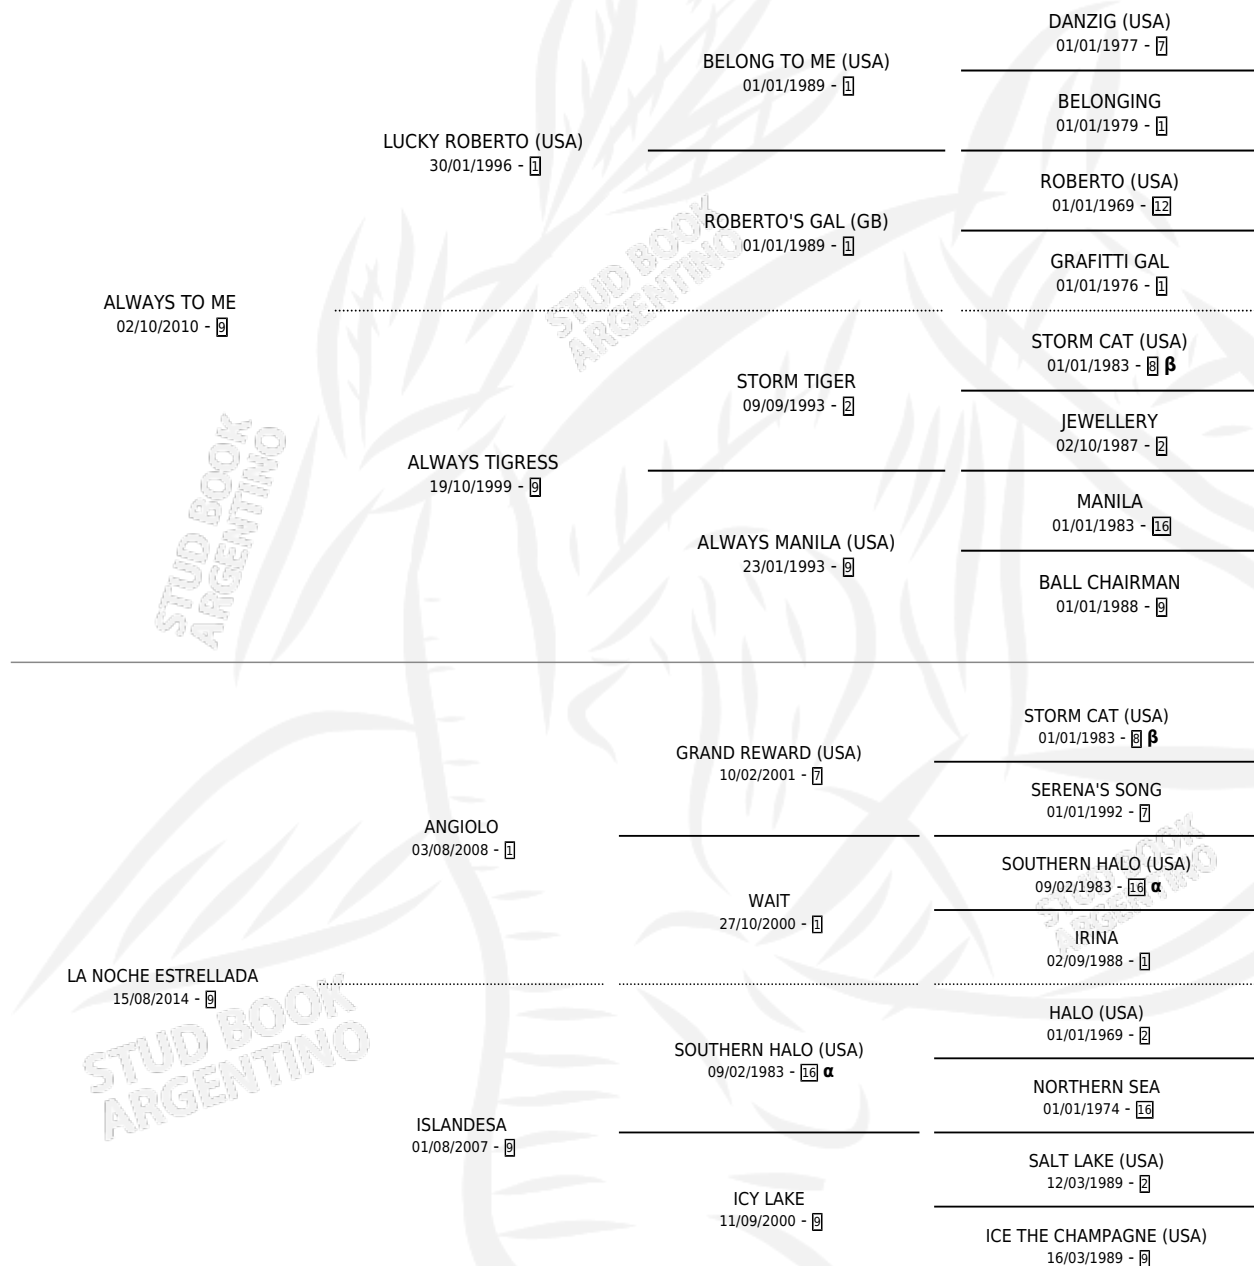 DANZIG (USA)
01/01/1977 - 7
BELONG TO ME (USA)
01/01/1989 - 1
BELONGING
01/01/1979 - 1
LUCKY ROBERTO (USA)
30/01/1996 - 1
ROBERTO (USA)
01/01/1969 - 12
ROBERTO'S GAL (GB)
01/01/1989 - 1
GRAFITTI GAL
01/01/1976 - 1
ALWAYS TO ME
02/10/2010 - 9
STORM CAT (USA)
01/01/1983 - 8 β
STORM TIGER
09/09/1993 - 2
JEWELLERY
02/10/1987 - 2
ALWAYS TIGRESS
19/10/1999 - 9
MANILA
01/01/1983 - 16
ALWAYS MANILA (USA)
23/01/1993 - 9
BALL CHAIRMAN
01/01/1988 - 9
STORM CAT (USA)
01/01/1983 - 8 β
GRAND REWARD (USA)
10/02/2001 - 7
SERENA'S SONG
01/01/1992 - 7
ANGIOLO
03/08/2008 - 1
SOUTHERN HALO (USA)
09/02/1983 - 16 α
WAIT
27/10/2000 - 1
IRINA
02/09/1988 - 1
LA NOCHE ESTRELLADA
15/08/2014 - 9
HALO (USA)
01/01/1969 - 2
SOUTHERN HALO (USA)
09/02/1983 - 16 α
NORTHERN SEA
01/01/1974 - 16
ISLANDESA
01/08/2007 - 9
SALT LAKE (USA)
12/03/1989 - 2
ICY LAKE
11/09/2000 - 9
ICE THE CHAMPAGNE (USA)
16/03/1989 - 9
STUD BOOK
ARGENTINO
STUD BOOK
ARGENTINO
STUD BOOK
ARGENTINO
STUD BOOK
ARGENTINO